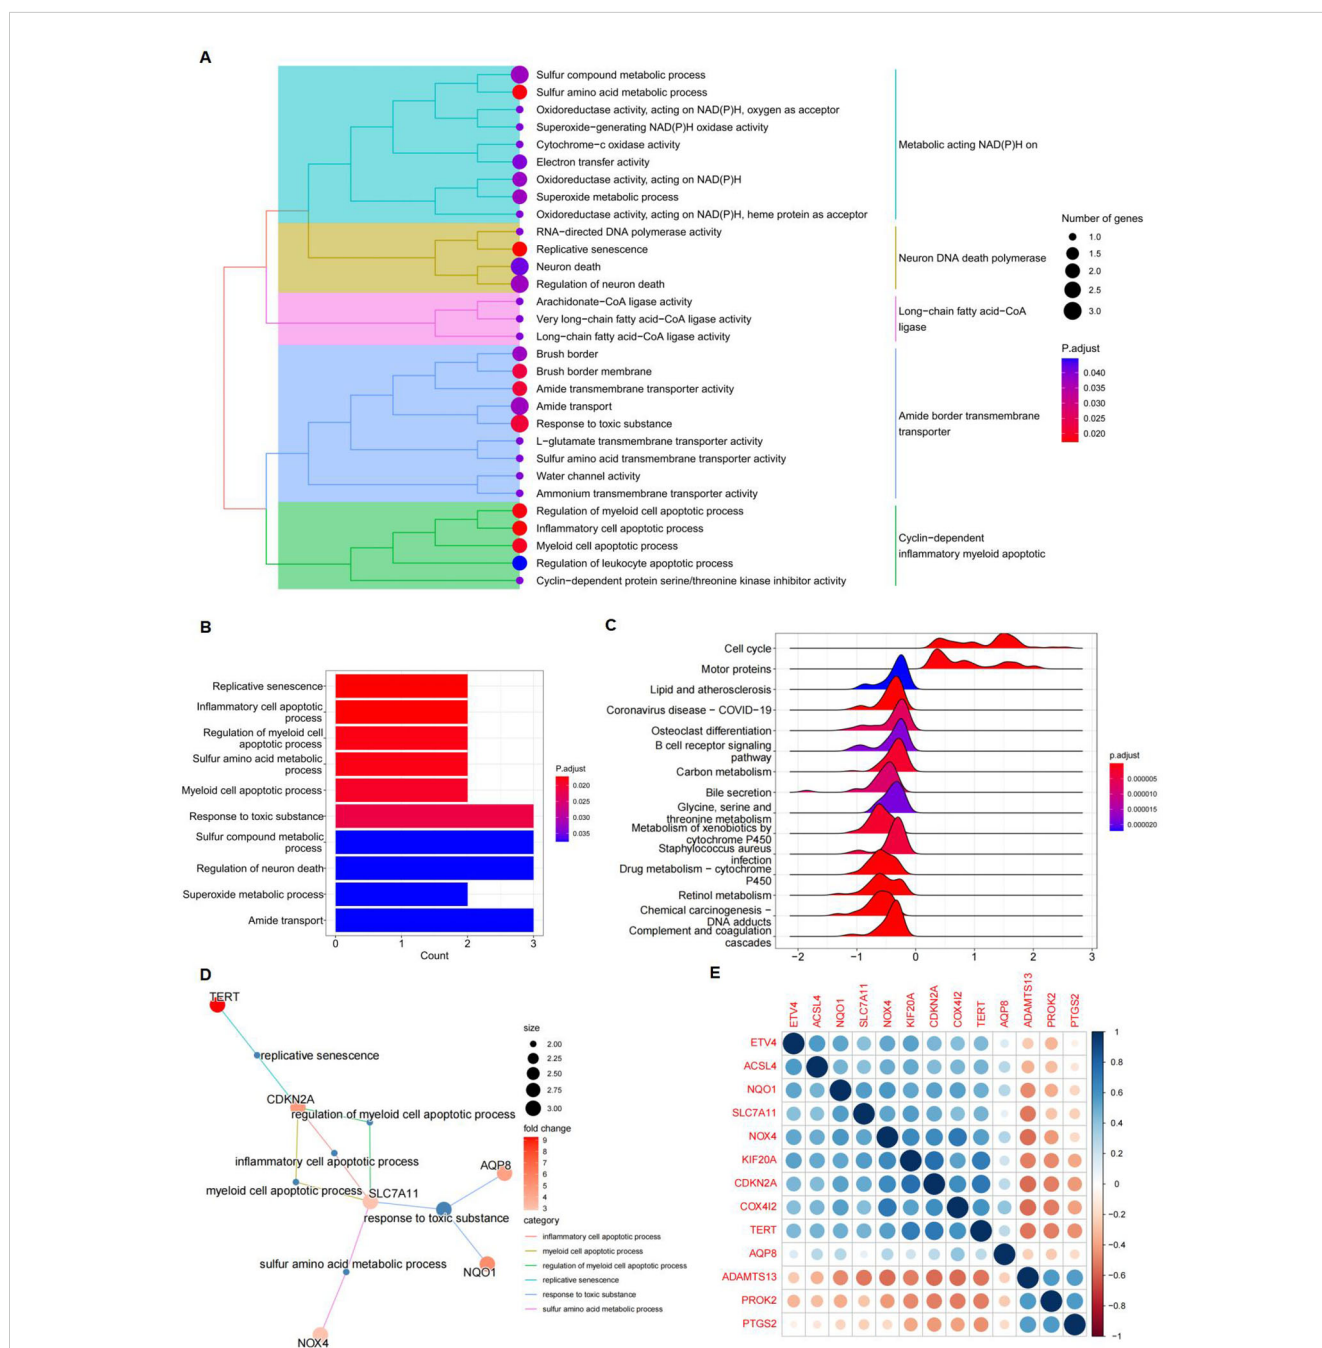 A
Sulfur compound metabolic process
Sulfur amino acid metabolic process
Oxidoreductase activity, acting on NAD(P)H, oxygen as acceptor
Superoxide−generating NAD(P)H oxidase activity
Cytochrome−c oxidase activity
Electron transfer activity
Oxidoreductase activity, acting on NAD(P)H
Superoxide metabolic process
Oxidoreductase activity, acting on NAD(P)H, heme protein as acceptor
RNA−directed DNA polymerase activity
Replicative senescence
Neuron death
Regulation of neuron death
Arachidonate−CoA ligase activity
Very long−chain fatty acid−CoA ligase activity
Long−chain fatty acid−CoA ligase activity
Brush border
Brush border membrane
Amide transmembrane transporter activity
Amide transport
Response to toxic substance
L−glutamate transmembrane transporter activity
Sulfur amino acid transmembrane transporter activity
Water channel activity
Ammonium transmembrane transporter activity
Regulation of myeloid cell apoptotic process
Inflammatory cell apoptotic process
Myeloid cell apoptotic process
Regulation of leukocyte apoptotic process
Cyclin−dependent protein serine/threonine kinase inhibitor activity
Metabolic acting NAD(P)H on
Neuron DNA death polymerase
Long−chain fatty acid−CoA
ligase
Amide border transmembrane
transporter
Cyclin−dependent
inflammatory myeloid apoptotic
Number of genes
1.0
1.5
2.0
2.5
3.0
P.adjust
0.040
0.035
0.030
0.025
0.020
B
Replicative senescence
Inflammatory cell apoptotic
process
Regulation of myeloid cell
apoptotic process
Sulfur amino acid metabolic
process
Myeloid cell apoptotic process
Response to toxic substance
Sulfur compound metabolic
process
Regulation of neuron death
Superoxide metabolic process
Amide transport
0 1 2 3
Count
P.adjust
0.020
0.025
0.030
0.035
C
Cell cycle
Motor proteins
Lipid and atherosclerosis
Coronavirus disease − COVID−19
Osteoclast differentiation
B cell receptor signaling
pathway
Carbon metabolism
Bile secretion
Glycine, serine and
threonine metabolism
Metabolism of xenobiotics by
cytochrome P450
Staphylococcus aureus
infection
Drug metabolism − cytochrome
P450
Retinol metabolism
Chemical carcinogenesis −
DNA adducts
Complement and coagulation
cascades
−2 −1 0 1 2 3
p.adjust
0.000005
0.000010
0.000015
0.000020
D
TERT
replicative senescence
CDKN2A
regulation of myeloid cell apoptotic process
inflammatory cell apoptotic process
AQP8
myeloid cell apoptotic process
SLC7A11
response to toxic substance
sulfur amino acid metabolic process
NQO1
NOX4
size
2.00
2.25
2.50
2.75
3.00
fold change
9
8
7
6
5
4
3
category
inflammatory cell apoptotic process
myeloid cell apoptotic process
regulation of myeloid cell apoptotic process
replicative senescence
response to toxic substance
sulfur amino acid metabolic process
E
ETV4 ACSL4 NQO1 SLC7A11 NOX4 KIF20A CDKN2A COX4I2 TERT AQP8 ADAMTS13 PROK2 PTGS2
ETV4
ACSL4
NQO1
SLC7A11
NOX4
KIF20A
CDKN2A
COX4I2
TERT
AQP8
ADAMTS13
PROK2
PTGS2
1
0.8
0.6
0.4
0.2
0
−0.2
−0.4
−0.6
−0.8
−1